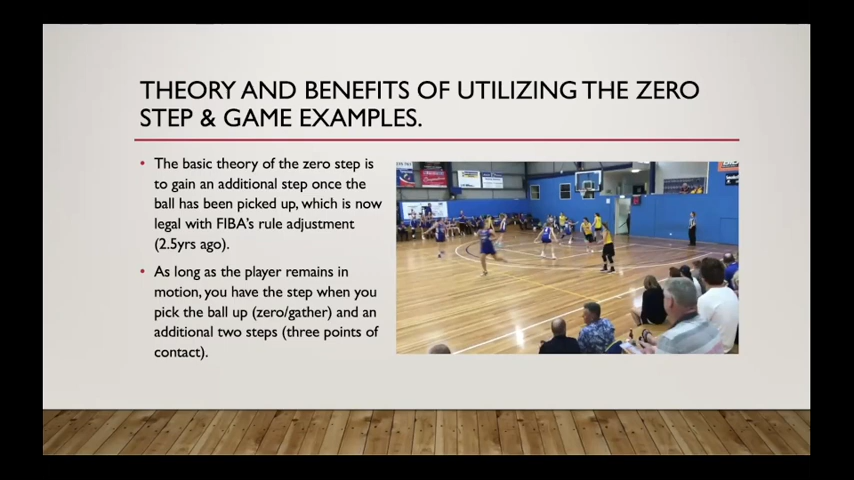 THEORY AND BENEFITS OF UTILIZING THE ZERO
STEP & GAME EXAMPLES.
• The basic theory of the zero step is
to gain an additional step once the
ball has been picked up, which is now
legal with FIBA's rule adjustment
(2.5yrs ago).
• As long as the player remains in
motion, you have the step when you
pick the ball up (zero/gather) and an
additional two steps (three points of
contact).